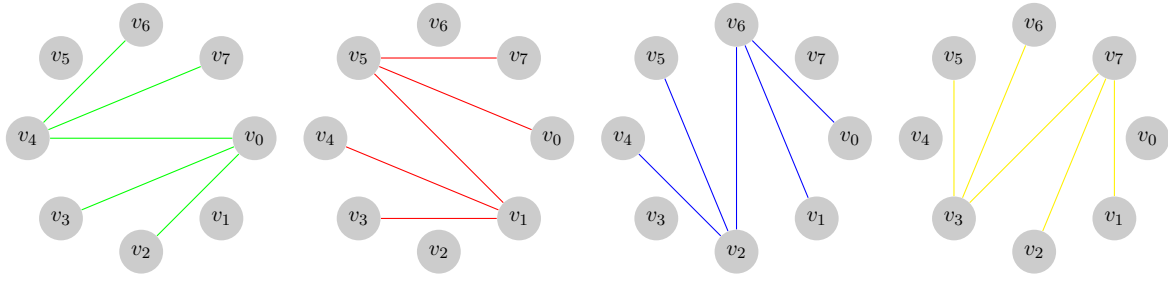 v6 v6 v6 v6
v5 v7 v5 v7 v5 v7 v5 v7
v4 v0 v4 v0 v4 v0 v4 v0
v3 v1 v3 v1 v3 v1 v3 v1
v2 v2 v2 v2